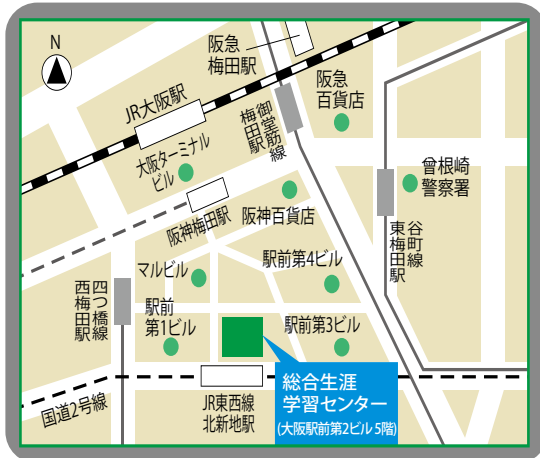 N
阪急
梅田駅
JR大阪駅
阪急
百貨店
御堂筋線
梅田駅
大阪ターミナル
ビル
曾根崎
警察署
阪神梅田駅
阪神百貨店
谷町線
東梅田駅
マルビル
駅前第4ビル
四つ橋線
西梅田駅
駅前
第1ビル
駅前第3ビル
国道2号線
JR東西線
北新地駅
総合生涯
学習センター
(大阪駅前第2ビル 5階)